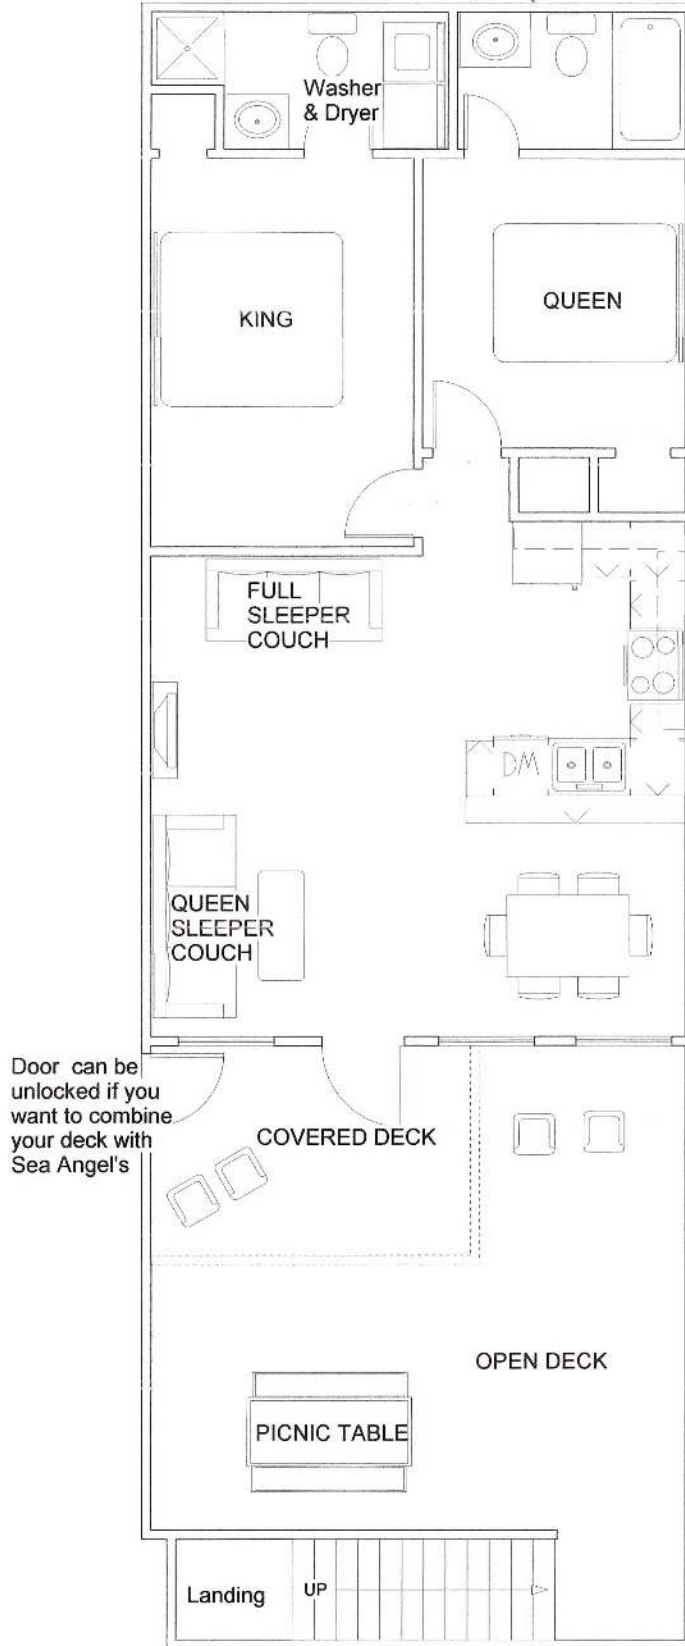 Washer
& Dryer
KING
QUEEN
FULL
SLEEPER
COUCH
DW
QUEEN
SLEEPER
COUCH
Door can be
unlocked if you
want to combine
your deck with
Sea Angel's
COVERED DECK
OPEN DECK
PICNIC TABLE
Landing
UP